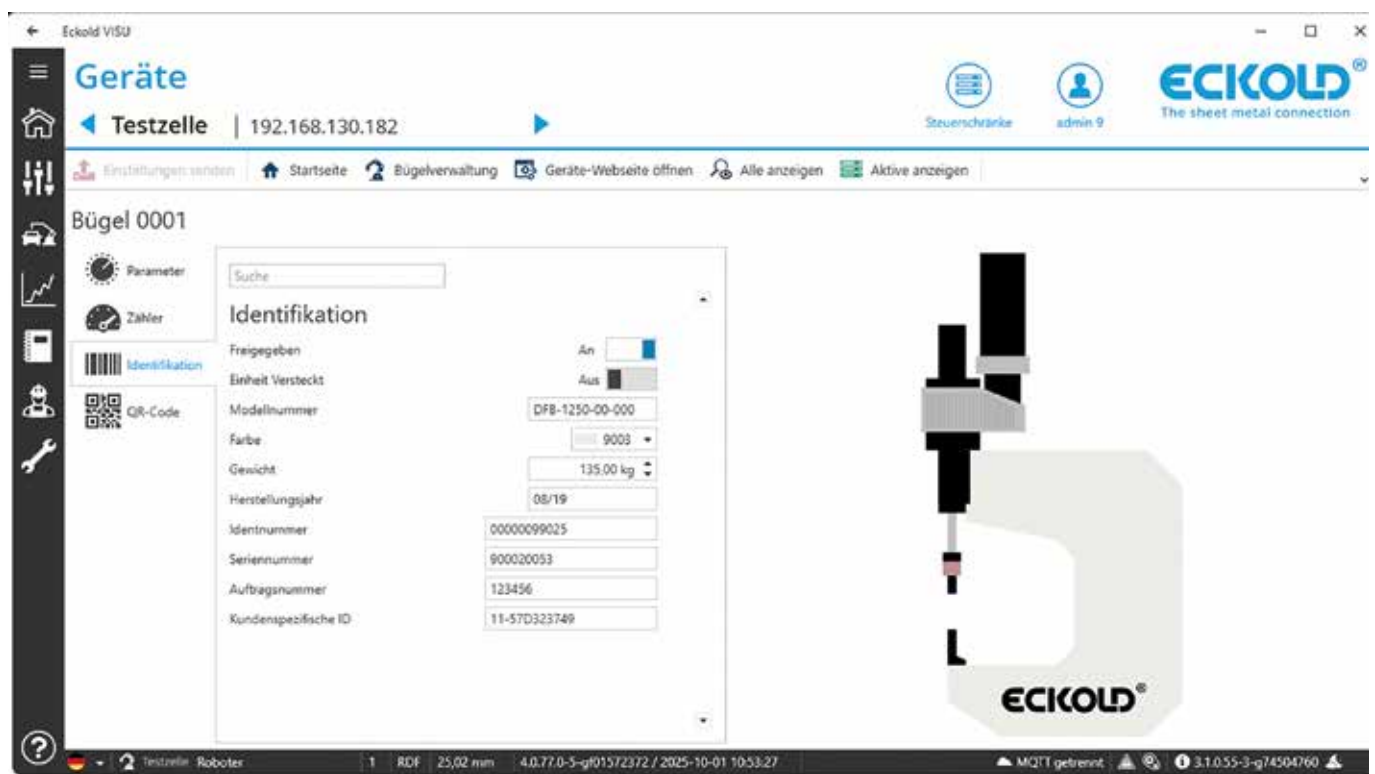 Eckold VISU
Geräte
Testzelle | 192.168.130.182
Steuerschränke
admin 9
ECKOLD®
The sheet metal connection
Einstellungen senden Startseite Bügelverwaltung Geräte-Webseite öffnen Alle anzeigen Aktive anzeigen
Bügel 0001
Parameter
Zähler
Identifikation
QR-Code
Suche
Identifikation
Freigegeben An
Einheit Versteckt Aus
Modellnummer DFB-1250-00-000
Farbe 9003
Gewicht 135,00 kg
Herstellungsjahr 08/19
Identnummer 00000099025
Seriennummer 900020053
Auftragsnummer 123456
Kundenspezifische ID 11-57D323749
ECKOLD®
Testzelle Roboter 1 RDF 25,02 mm 4.0.77.0-5-gf01572372 / 2025-10-01 10:53:27 MQTT getrennt 3.1.0.55-3-g74504760